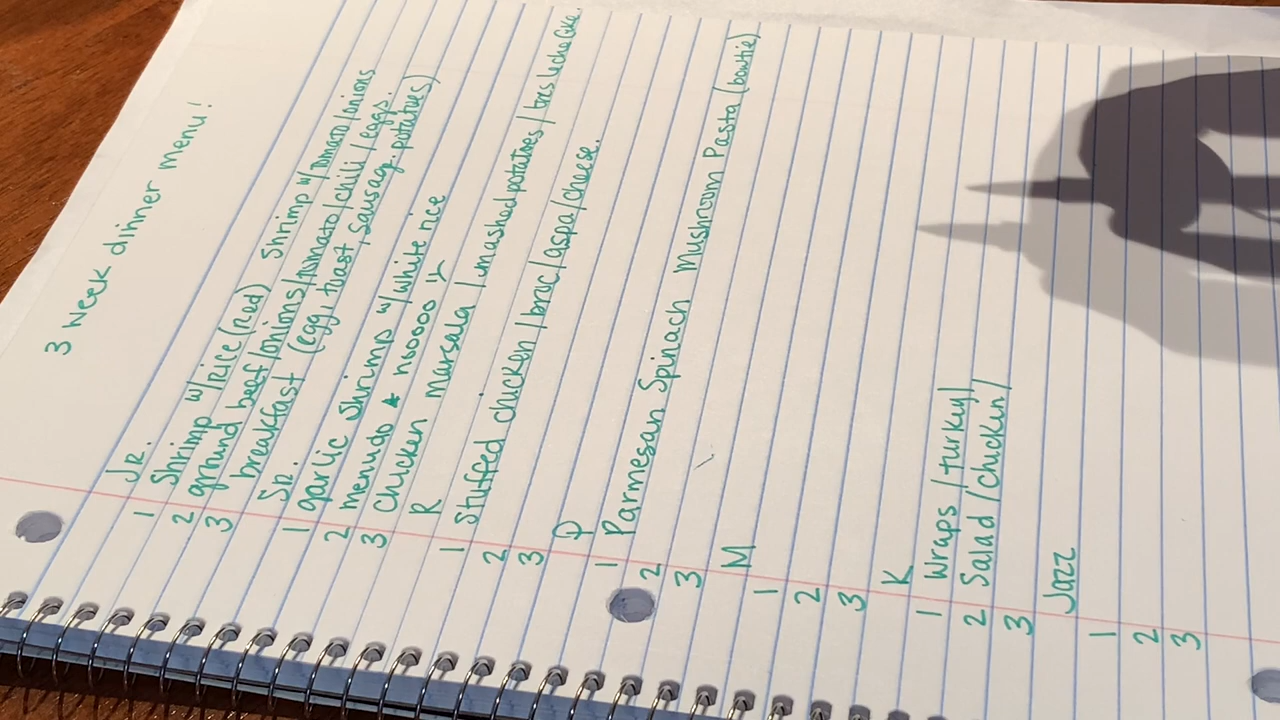 3 week dinner menu!
Jr.
1 Shrimp w/rice (red) Shrimp w/tomato/onions
2 ground beef/onions/tomato/chili/eggs.
3 breakfast (egg, toast, sausage. potatoes)
Sr.
1 garlic shrimp w/white rice
2 menudo nooooo
3 Chicken marsala /mashed potatoes/tres leche cake.
R
1 Stuffed chicken/broc/aspa/cheese.
2
3
P
1 Parmesan Spinach Mushroom Pasta (bowtie)
2
3
M
1
2
3
K
1 Wraps /turkey/
2 Salad /chicken/
3
Jazz
1
2
3